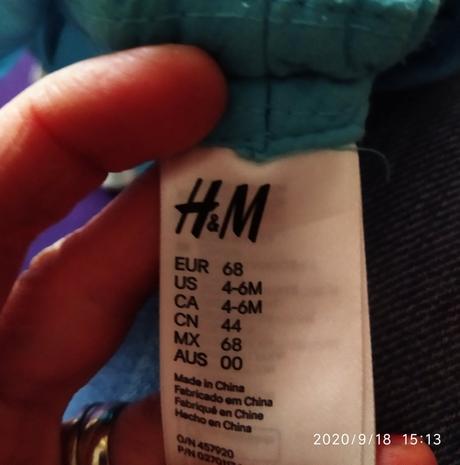 H&M
EUR 68
US 4-6M
CA 4-6M
CN 44
MX 68
AUS 00
Made in China
Fabricado em China
Fabriqué en Chine
Hecho en China
O/N 457920
P/N
2020/9/18 15:13